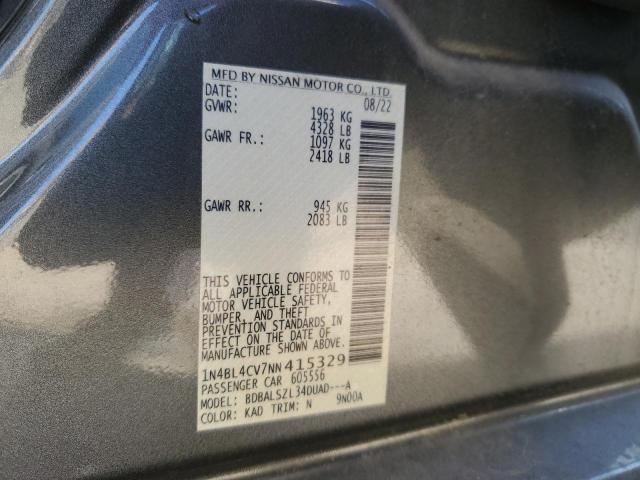 MFD BY NISSAN MOTOR CO., LTD
DATE: 08/22
GVWR: 1963 KG
4328 LB
GAWR FR.: 1097 KG
2418 LB
GAWR RR.: 945 KG
2083 LB
THIS VEHICLE CONFORMS TO
ALL APPLICABLE FEDERAL
MOTOR VEHICLE SAFETY,
BUMPER, AND THEFT
PREVENTION STANDARDS IN
EFFECT ON THE DATE OF
MANUFACTURE SHOWN ABOVE.
1N4BL4CV7NN415329
PASSENGER CAR 605556
MODEL: BDBALSZL34DUAD---A
COLOR: KAD TRIM: N 9N00A